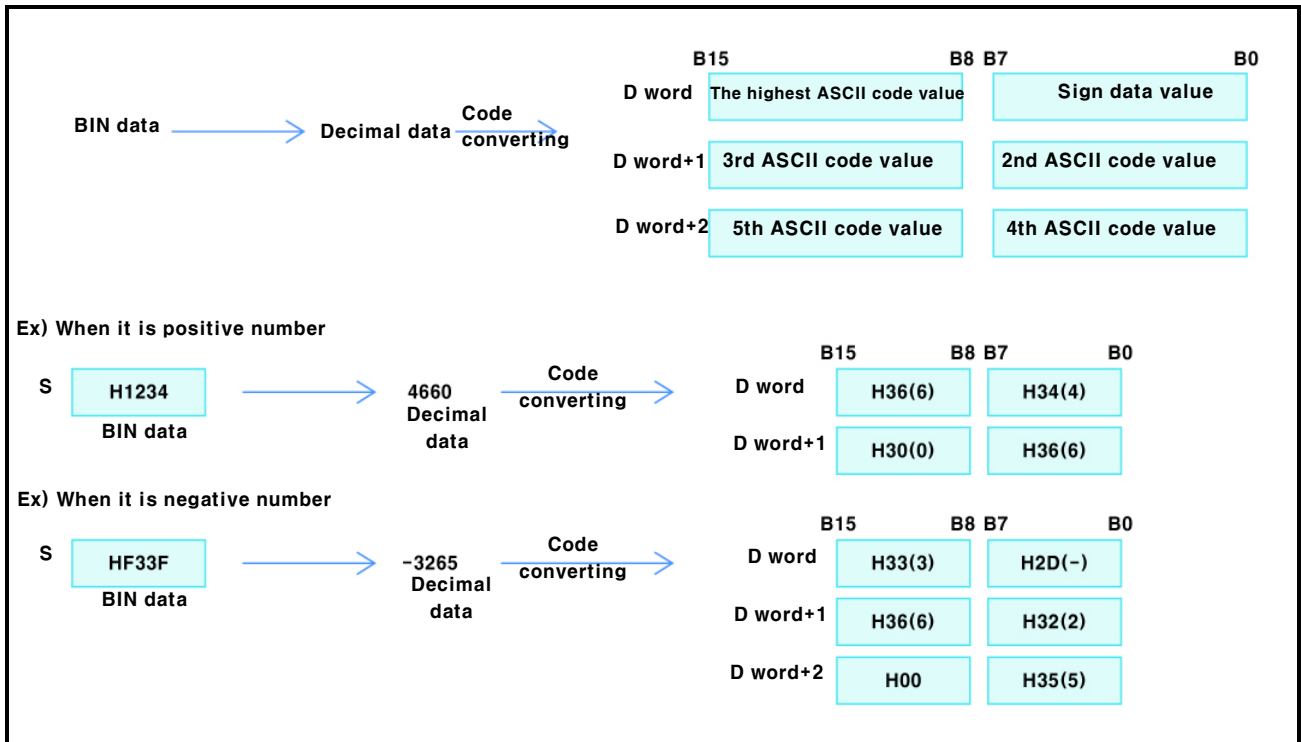 B15 B8 B7 B0
D word The highest ASCII code value Sign data value
BIN data Decimal data Code converting
D word+1 3rd ASCII code value 2nd ASCII code value
D word+2 5th ASCII code value 4th ASCII code value
Ex) When it is positive number
B15 B8 B7 B0
S H1234 4660 Code D word H36(6) H34(4)
Decimal converting
BIN data data D word+1 H30(0) H36(6)
Ex) When it is negative number
B15 B8 B7 B0
S HF33F −3265 Code D word H33(3) H2D(−)
Decimal converting
BIN data data D word+1 H36(6) H32(2)
D word+2 H00 H35(5)